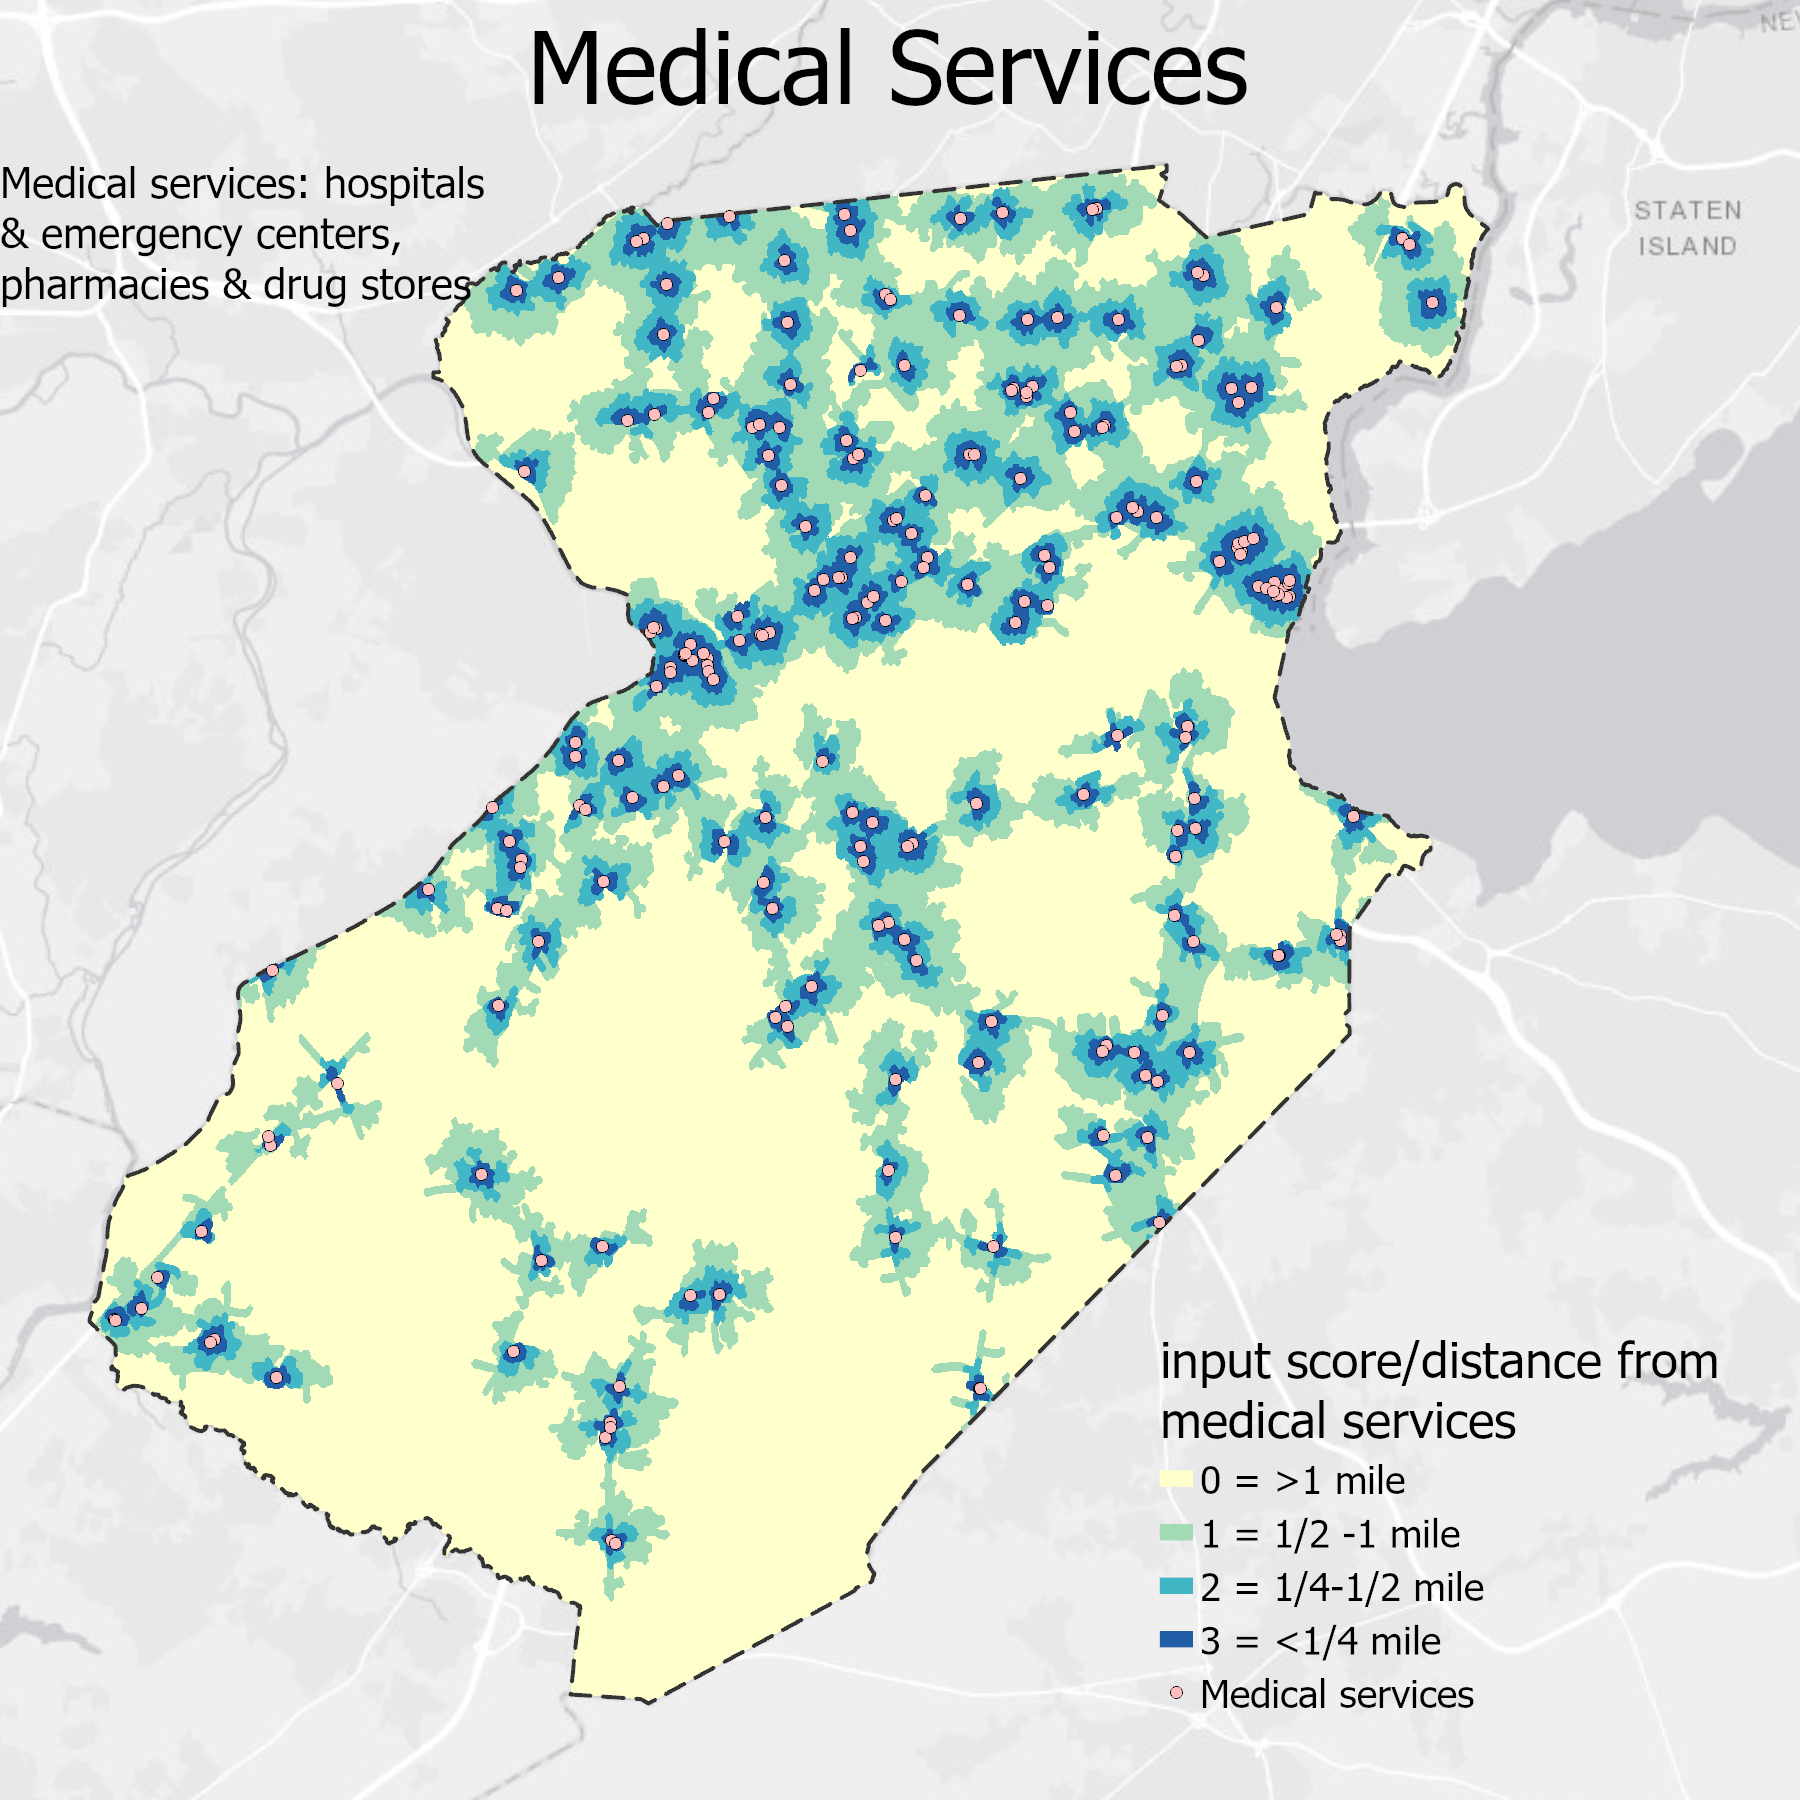 Medical Services
NEW
Medical services: hospitals
& emergency centers,
pharmacies & drug stores
STATEN
ISLAND
input score/distance from
medical services
0 = >1 mile
1 = 1/2 -1 mile
2 = 1/4-1/2 mile
3 = <1/4 mile
Medical services